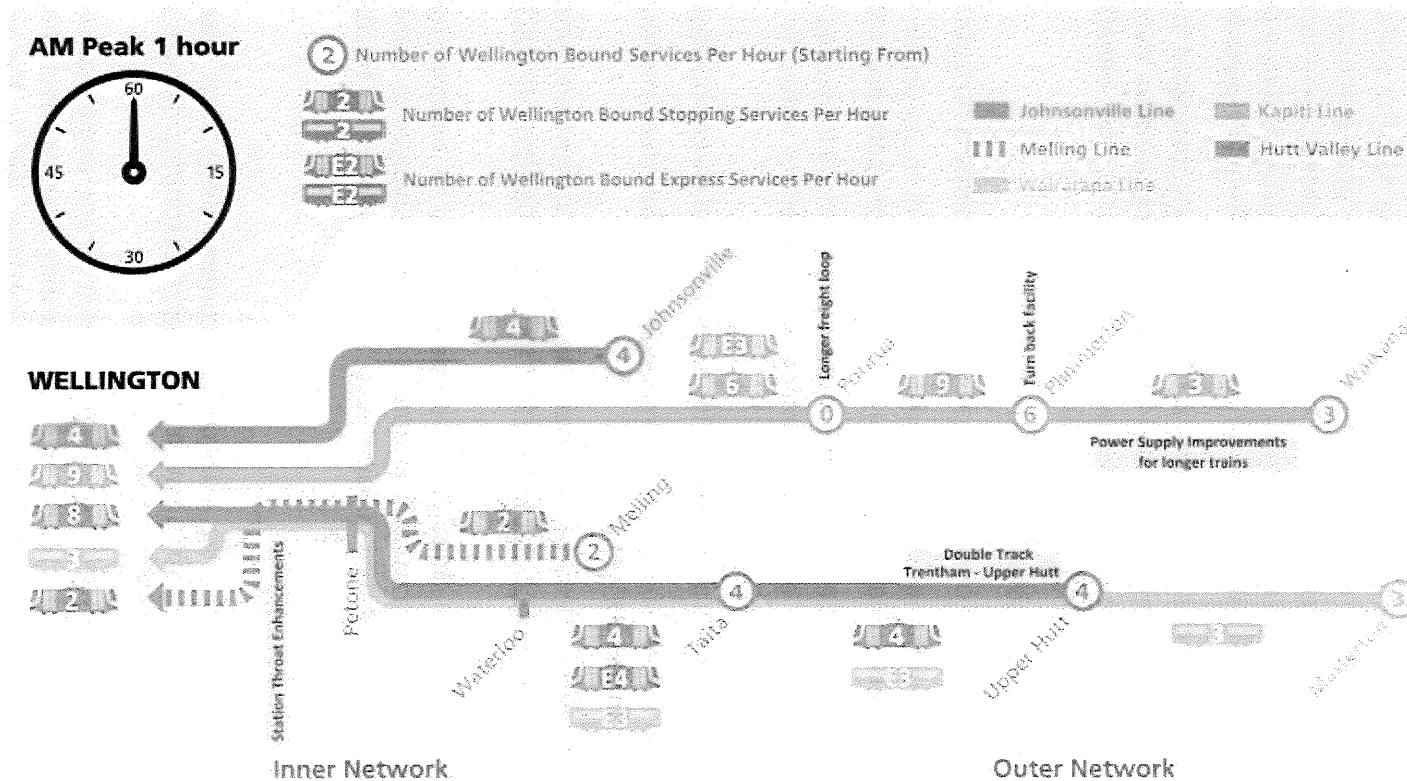 AM Peak 1 hour
60
45
15
30
2 Number of Wellington Bound Services Per Hour (Starting From)
2
2
Number of Wellington Bound Stopping Services Per Hour
E2
E2
Number of Wellington Bound Express Services Per Hour
Johnsonville Line
Kapiti Line
Melling Line
Hutt Valley Line
Wairarapa Line
Johnsonville
4
4
E3
6
Longer freight loop
Porirua
0
9
Turn back facility
Plimmerton
6
3
Power Supply Improvements
for longer trains
3
WELLINGTON
4
9
8
3
2
Station Throat Enhancements
Petone
2
Melling
2
Waterloo
4
E4
Taita
4
Double Track
Trentham - Upper Hutt
4
E3
Upper Hutt
4
3
3
Inner Network
Outer Network